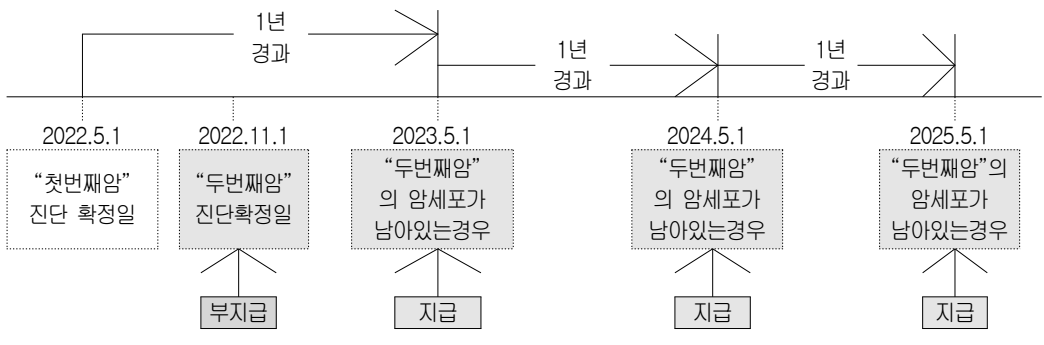 1년
경과
1년
경과
1년
경과
2022.5.1
2022.11.1
2023.5.1
2024.5.1
2025.5.1
“첫번째암”
진단 확정일
“두번째암”
진단확정일
“두번째암”
의 암세포가
남아있는경우
“두번째암”
의 암세포가
남아있는경우
“두번째암”의
암세포가
남아있는경우
부지급
지급
지급
지급